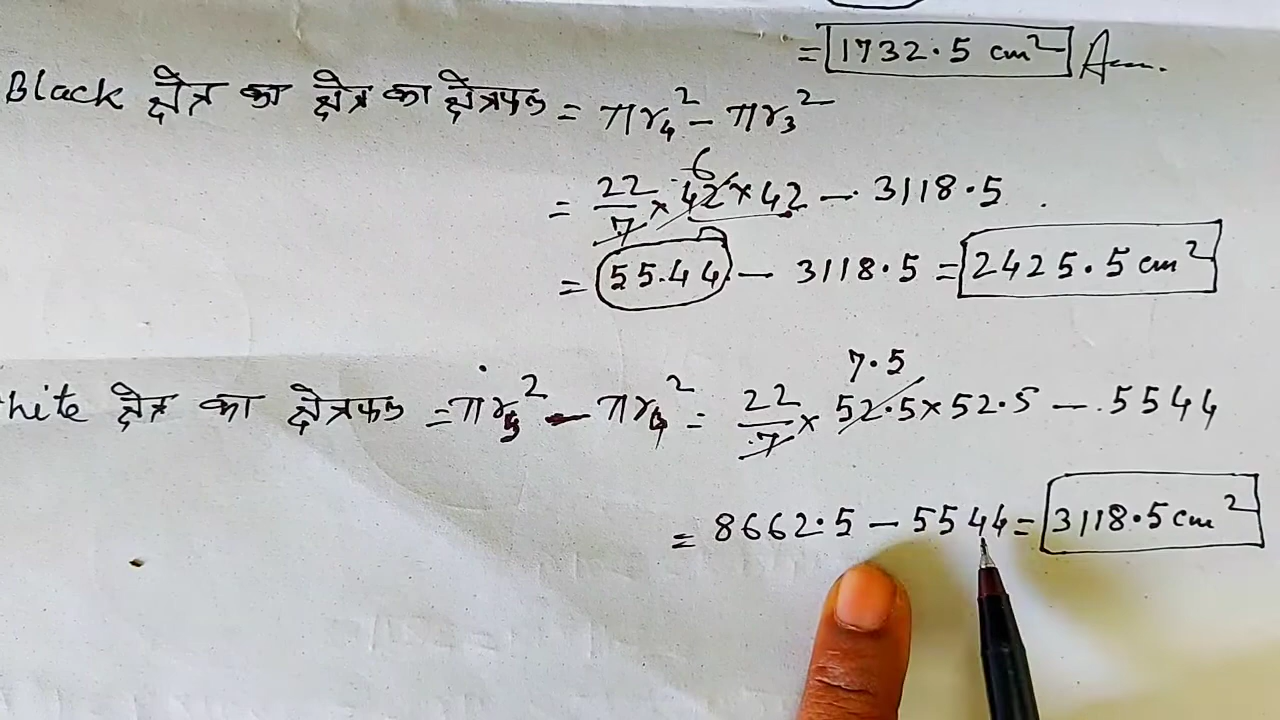 = 1732.5 cm² Ans.
Black क्षेत्र का क्षेत्र का क्षेत्रफल = πr₄² - πr₃²
= 22/7 × 42 × 42 - 3118.5
6
= 55.44 - 3118.5 = 2425.5 cm²
7.5
hite क्षेत्र का क्षेत्रफल = πr₅² - πr₄² = 22/7 × 52.5 × 52.5 - 5544
= 8662.5 - 5544 = 3118.5 cm²